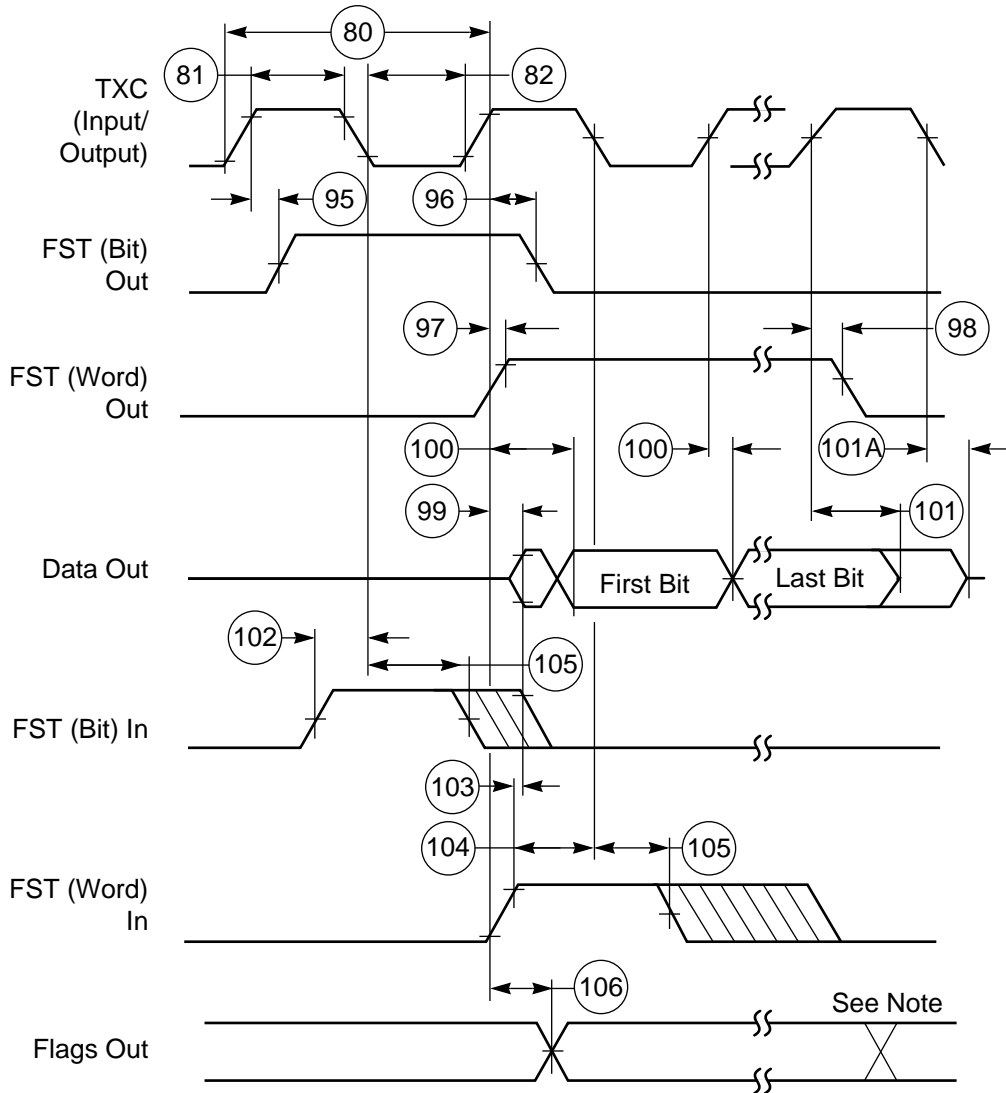 80
81
82
TXC
(Input/
Output)
95
96
FST (Bit)
Out
97
98
FST (Word)
Out
100
100
101A
99
101
Data Out
First Bit
Last Bit
102
105
FST (Bit) In
103
104
105
FST (Word)
In
106
See Note
Flags Out